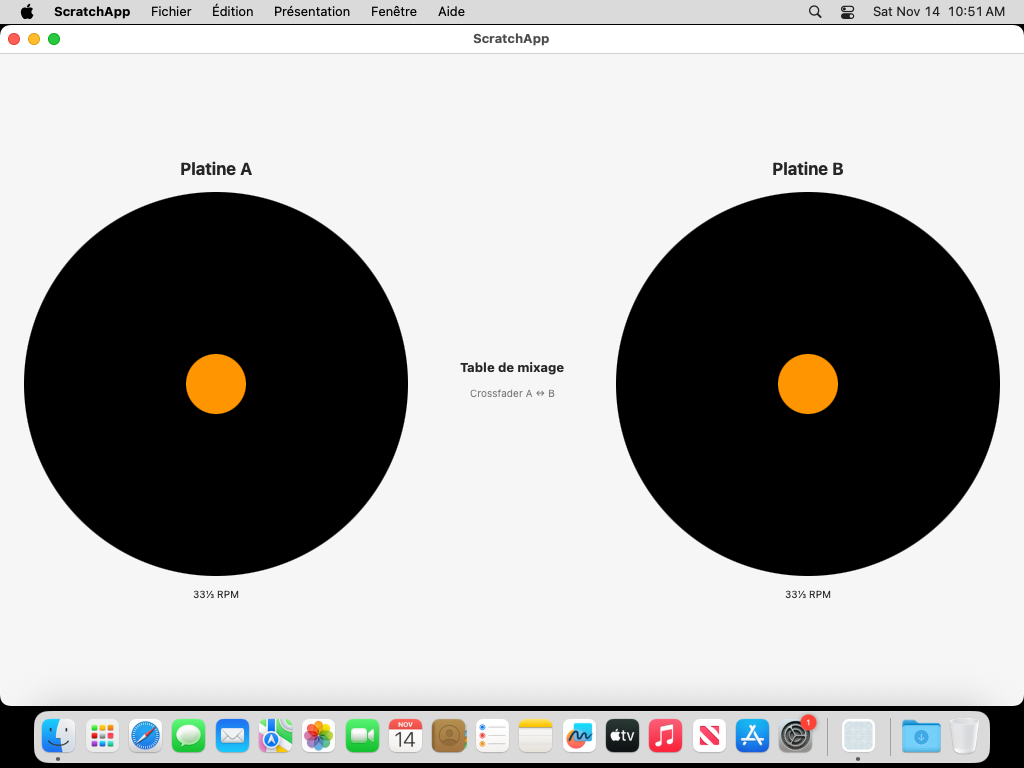 ScratchApp Fichier Édition Présentation Fenêtre Aide Sat Nov 14 10:51 AM
ScratchApp
Platine A
Platine B
Table de mixage
Crossfader A ↔ B
33⅓ RPM
33⅓ RPM
NOV
14
tv
1